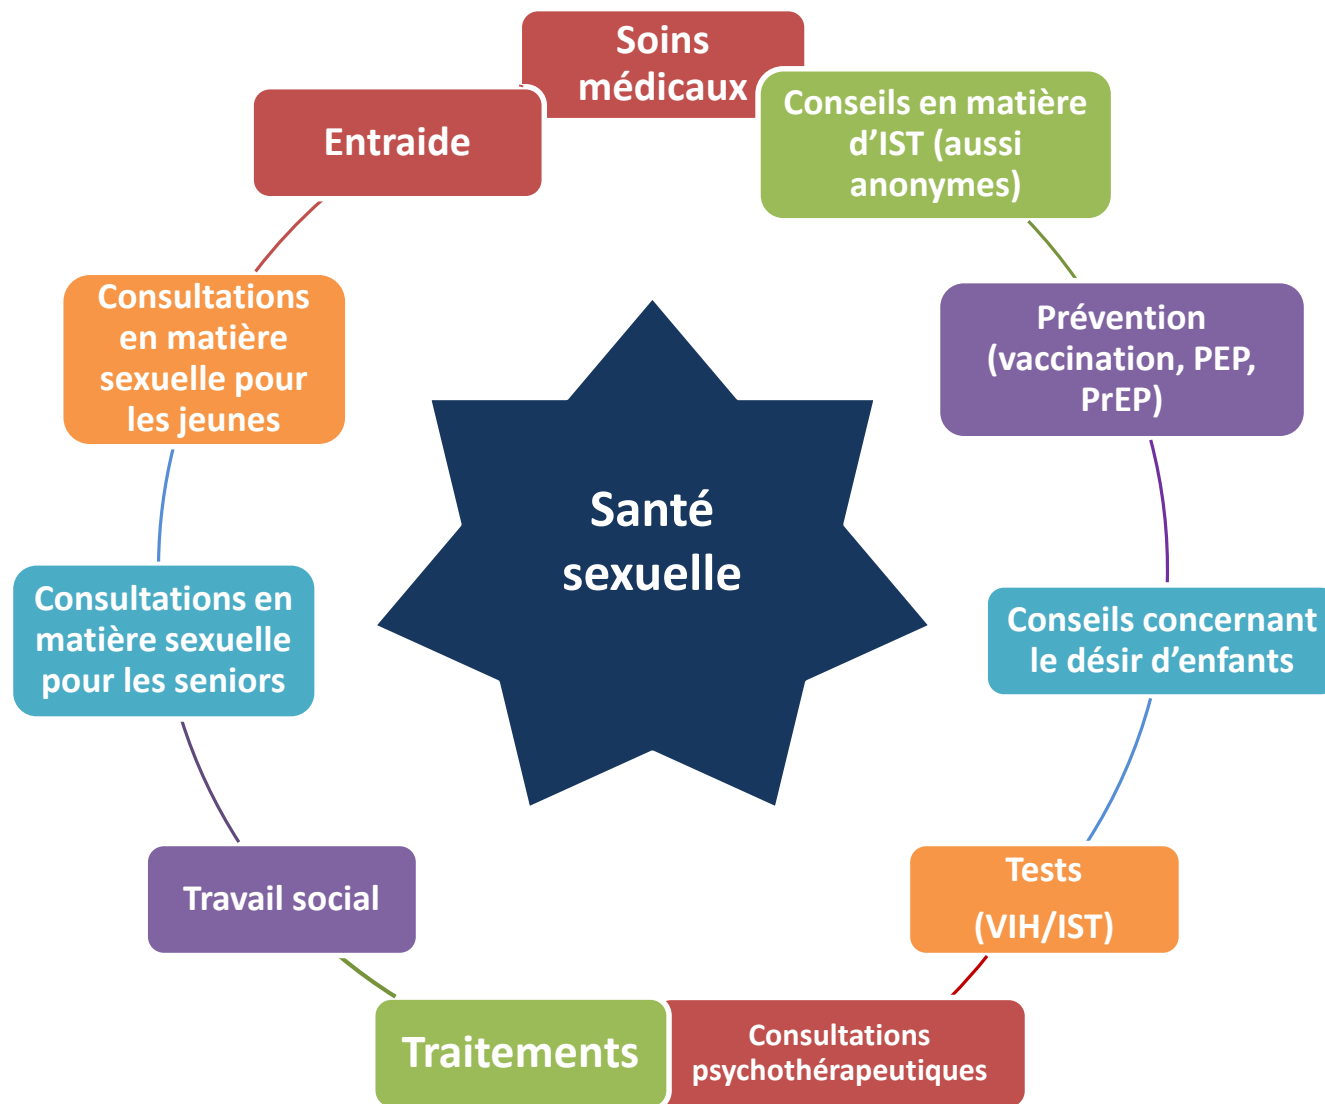 Soins
médicaux
Conseils en matière
d’IST (aussi
anonymes)
Prévention
(vaccination, PEP,
PrEP)
Conseils concernant
le désir d’enfants
Tests
(VIH/IST)
Consultations
psychothérapeutiques
Traitements
Travail social
Consultations en
matière sexuelle
pour les seniors
Consultations
en matière
sexuelle pour
les jeunes
Entraide
Santé
sexuelle